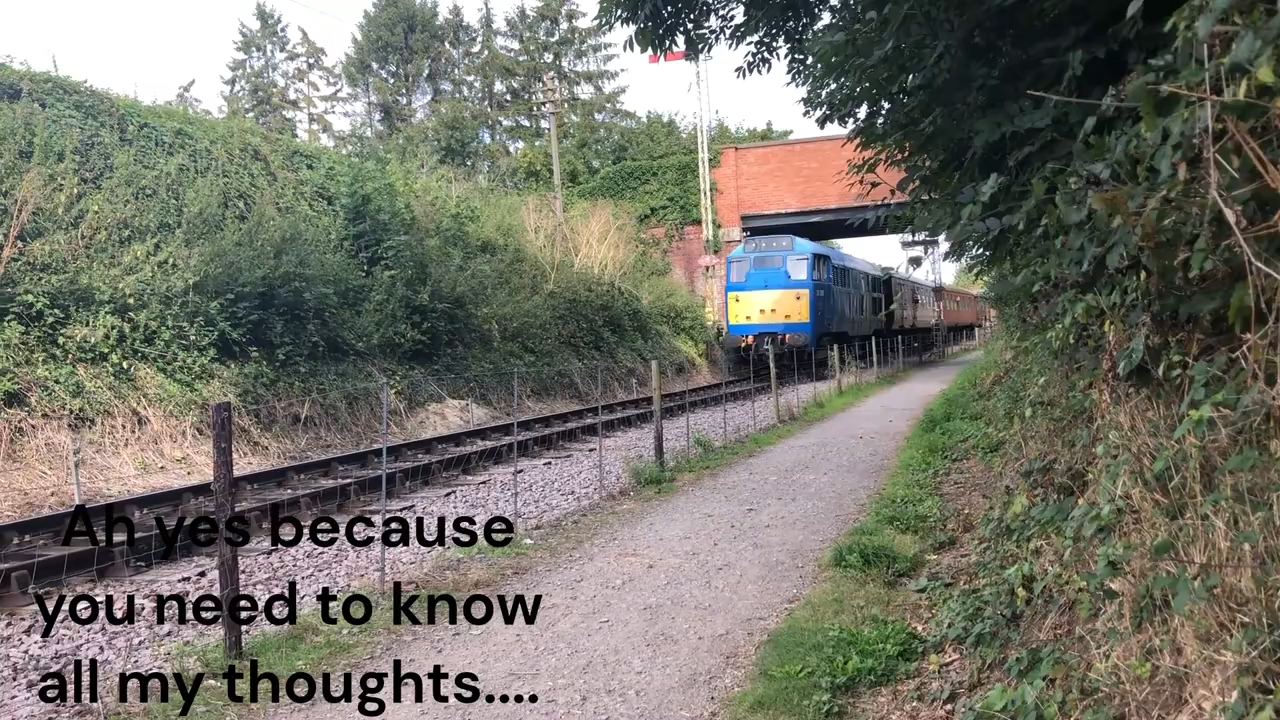 Ah yes because
you need to know
all my thoughts....